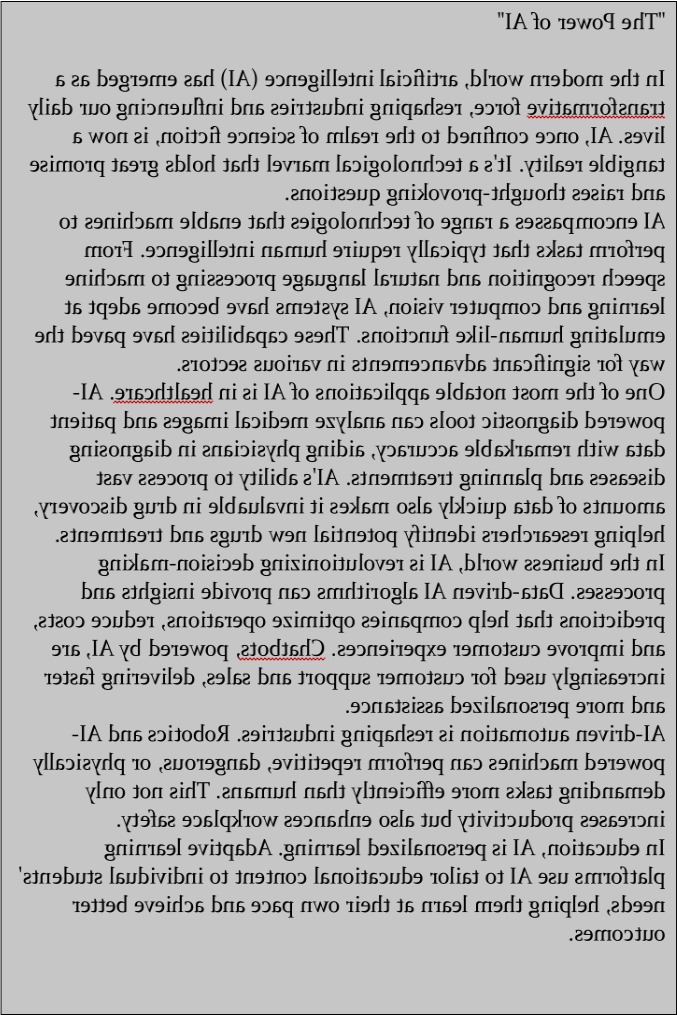 "The Power of AI"
In the modern world, artificial intelligence (AI) has emerged as a
transformative force, reshaping industries and influencing our daily
lives. AI, once confined to the realm of science fiction, is now a
tangible reality. It's a technological marvel that holds great promise
and raises thought-provoking questions.
AI encompasses a range of technologies that enable machines to
perform tasks that typically require human intelligence. From
speech recognition and natural language processing to machine
learning and computer vision, AI systems have become adept at
emulating human-like functions. These capabilities have paved the
way for significant advancements in various sectors.
One of the most notable applications of AI is in healthcare. AI-
powered diagnostic tools can analyze medical images and patient
data with remarkable accuracy, aiding physicians in diagnosing
diseases and planning treatments. AI's ability to process vast
amounts of data quickly also makes it invaluable in drug discovery,
helping researchers identify potential new drugs and treatments.
In the business world, AI is revolutionizing decision-making
processes. Data-driven AI algorithms can provide insights and
predictions that help companies optimize operations, reduce costs,
and improve customer experiences. Chatbots, powered by AI, are
increasingly used for customer support and sales, delivering faster
and more personalized assistance.
AI-driven automation is reshaping industries. Robotics and AI-
powered machines can perform repetitive, dangerous, or physically
demanding tasks more efficiently than humans. This not only
increases productivity but also enhances workplace safety.
In education, AI is personalized learning. Adaptive learning
platforms use AI to tailor educational content to individual students'
needs, helping them learn at their own pace and achieve better
outcomes.